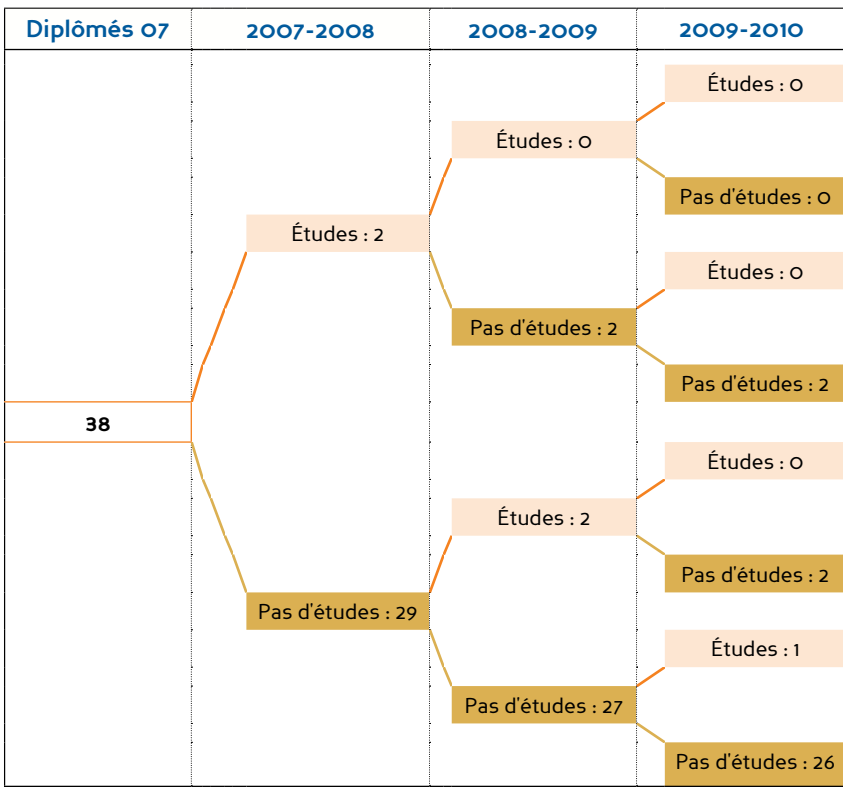 Diplômés 07 2007-2008 2008-2009 2009-2010
Études : 0
Études : 0
Pas d'études : 0
Études : 2
Études : 0
Pas d'études : 2
Pas d'études : 2
38
Études : 0
Études : 2
Pas d'études : 2
Pas d'études : 29
Études : 1
Pas d'études : 27
Pas d'études : 26